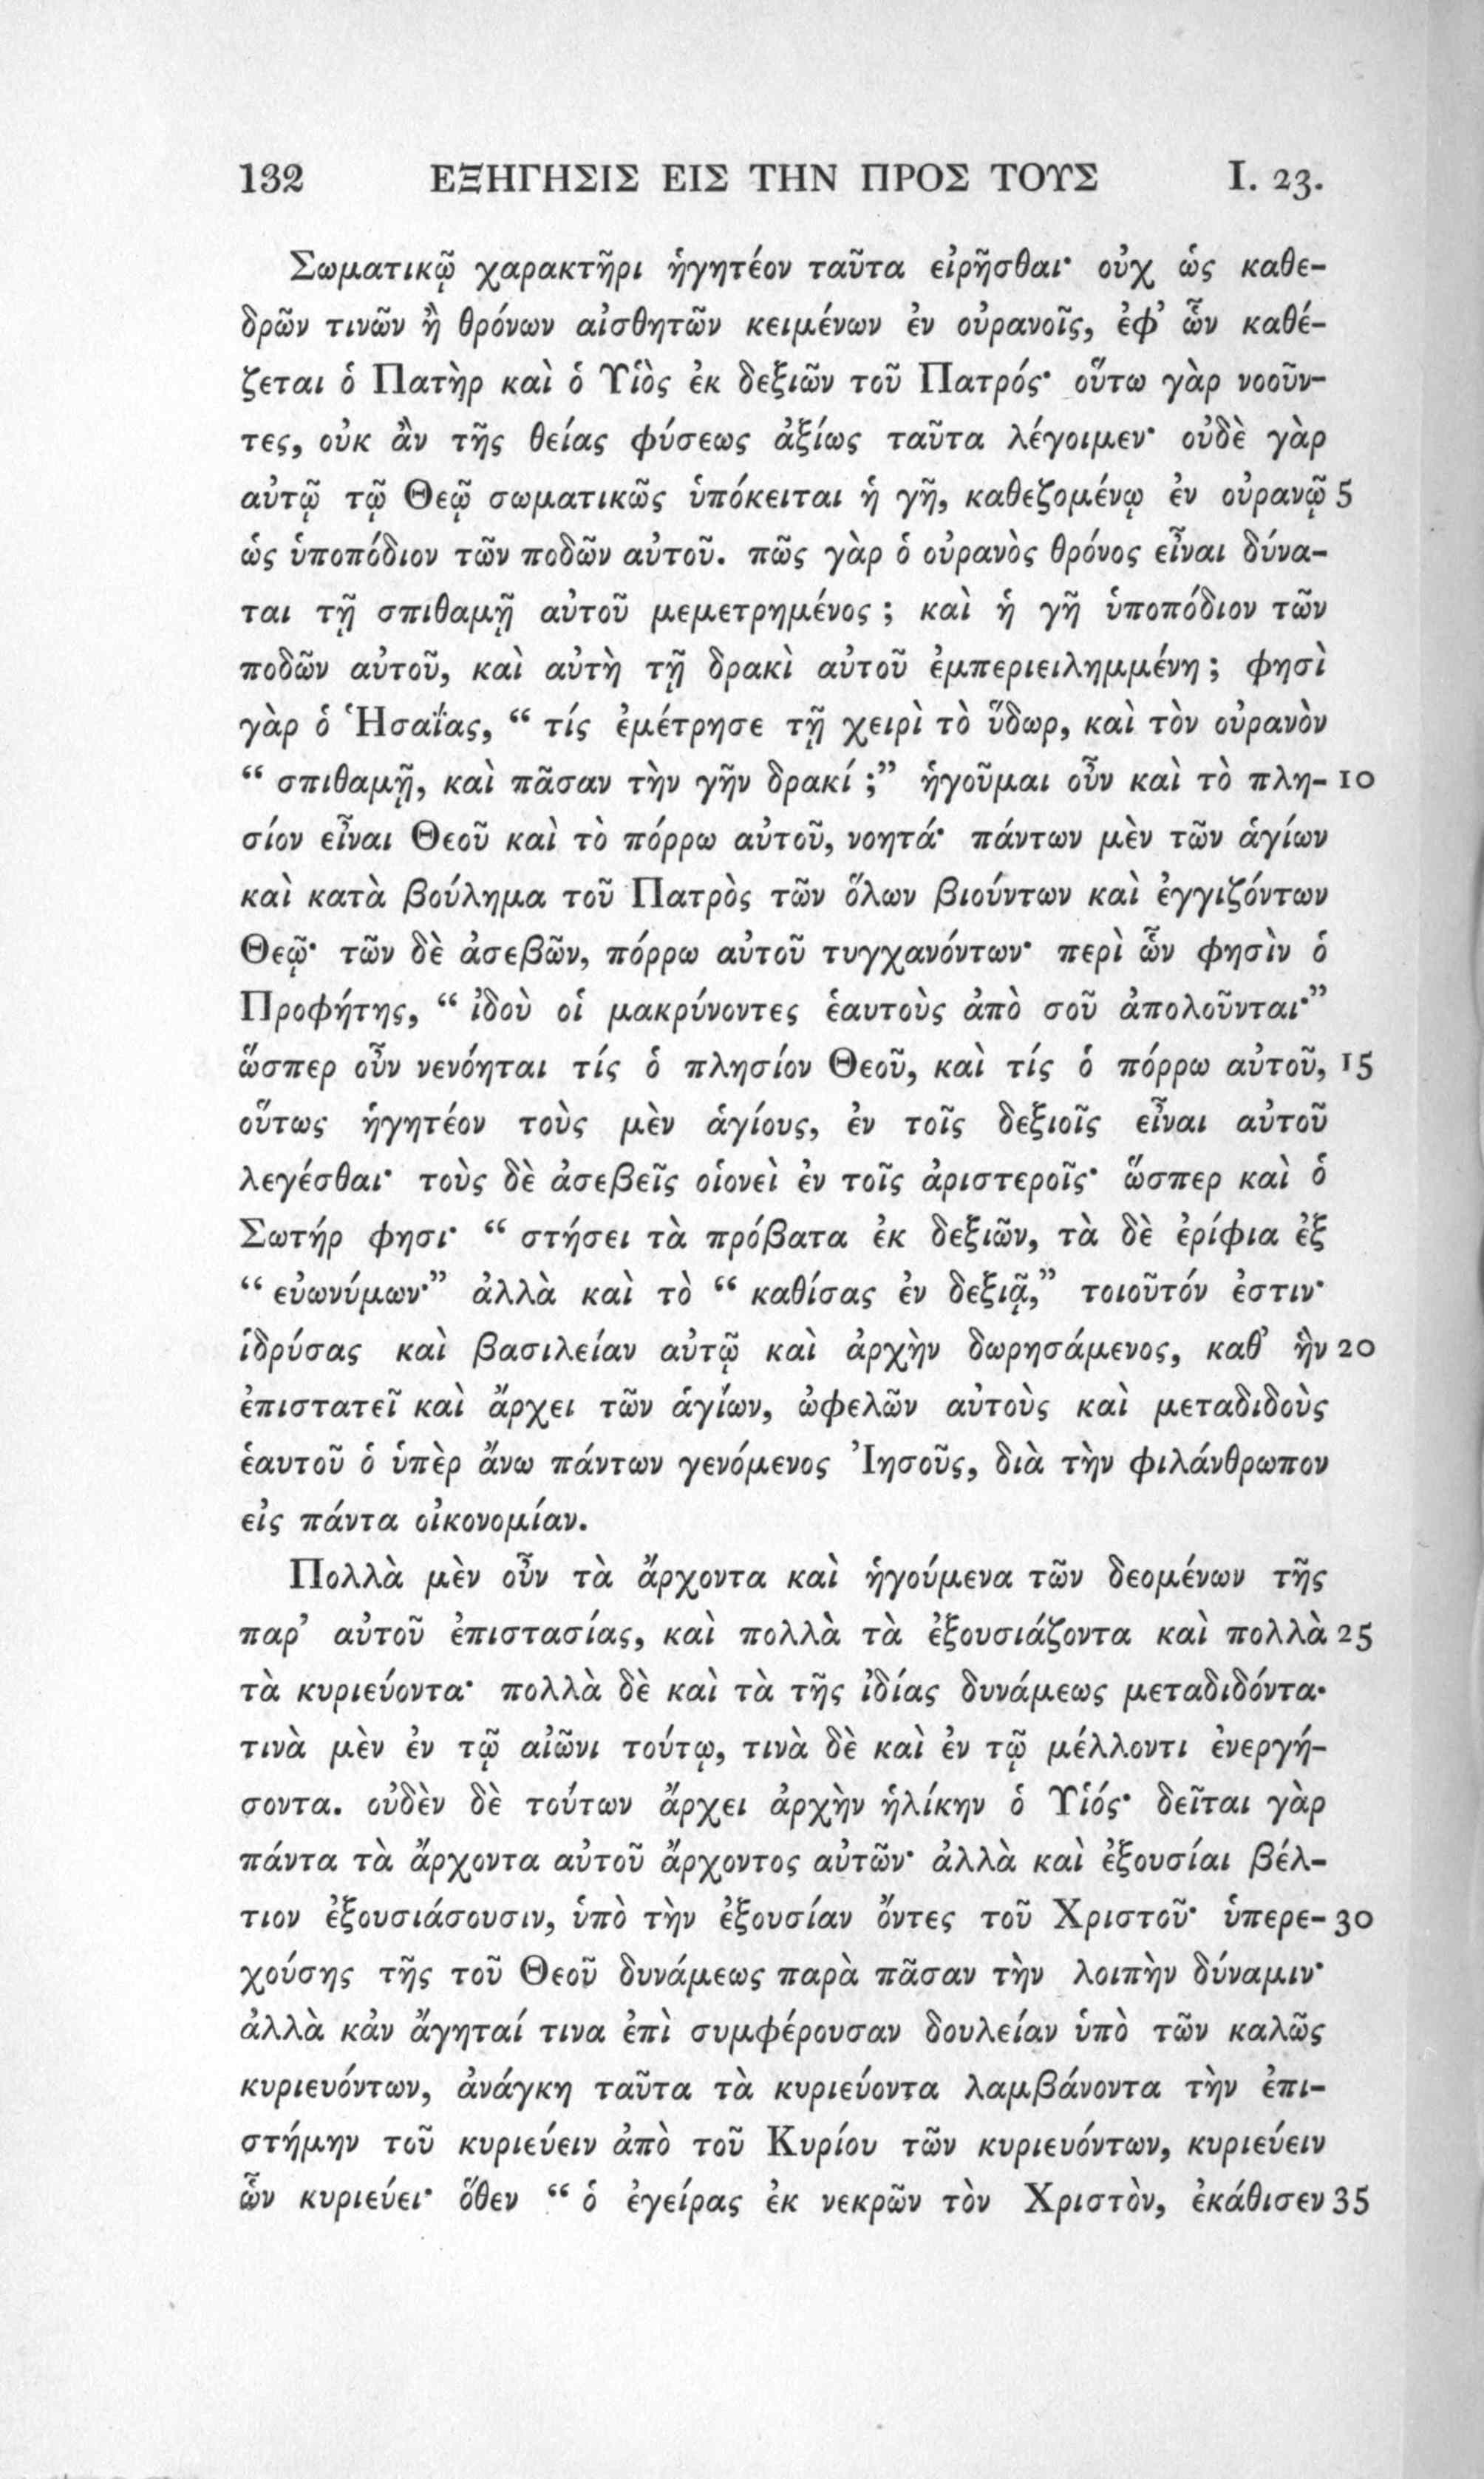 132 ΕΞΗΓΗΣΙΣ ΕΙΣ ΤΗΝ ΠΡΟΣ ΤΟΥΣ I. 23.
Σωματικῷ χαρακτῆρι ἡγητέον ταῦτα εἰρῆσθαι· οὐχ ὡς καθε-
δρῶν τινῶν ἢ θρόνων αἰσθητῶν κειμένων ἐν οὐρανοῖς, ἐφ’ ὧν καθέ-
ζεται ὁ Πατὴρ καὶ ὁ Υἱὸς ἐκ δεξιῶν τοῦ Πατρός· οὕτω γὰρ νοοῦν-
τες, οὐκ ἂν τῆς θείας φύσεως ἀξίως ταῦτα λέγοιμεν· οὐδὲ γὰρ
αὐτῷ τῷ Θεῷ σωματικῶς ὑπόκειται ἡ γῆ, καθεζομένῳ ἐν οὐρανῷ 5
ὡς ὑποπόδιον τῶν ποδῶν αὐτοῦ. πῶς γὰρ ὁ οὐρανὸς θρόνος εἶναι δύνα-
ται τῇ σπιθαμῇ αὐτοῦ μεμετρημένος ; καὶ ἡ γῆ ὑποπόδιον τῶν
ποδῶν αὐτοῦ, καὶ αὐτὴ τῇ δρακὶ αὐτοῦ ἐμπεριειλημμένη ; φησὶ
γὰρ ὁ Ἡσαΐας, “ τίς ἐμέτρησε τῇ χειρὶ τὸ ὕδωρ, καὶ τὸν οὐρανὸν
“ σπιθαμῇ, καὶ πᾶσαν τὴν γῆν δρακί ;” ἡγοῦμαι οὖν καὶ τὸ πλη- 10
σίον εἶναι Θεοῦ καὶ τὸ πόρρω αὐτοῦ, νοητά· πάντων μὲν τῶν ἁγίων
καὶ κατὰ βούλημα τοῦ Πατρὸς τῶν ὅλων βιούντων καὶ ἐγγιζόντων
Θεῷ· τῶν δὲ ἀσεβῶν, πόρρω αὐτοῦ τυγχανόντων· περὶ ὧν φησὶν ὁ
Προφήτης, “ ἰδοὺ οἱ μακρύνοντες ἑαυτοὺς ἀπὸ σοῦ ἀπολοῦνται·”
ὥσπερ οὖν νενόηται τίς ὁ πλησίον Θεοῦ, καὶ τίς ὁ πόρρω αὐτοῦ, 15
οὕτως ἡγητέον τοὺς μὲν ἁγίους, ἐν τοῖς δεξιοῖς εἶναι αὐτοῦ
λεγέσθαι· τοὺς δὲ ἀσεβεῖς οἱονεὶ ἐν τοῖς ἀριστεροῖς· ὥσπερ καὶ ὁ
Σωτήρ φησι· “ στήσει τὰ πρόβατα ἐκ δεξιῶν, τὰ δὲ ἐρίφια ἐξ
“ εὐωνύμων·” ἀλλὰ καὶ τὸ “ καθίσας ἐν δεξιᾷ,” τοιοῦτόν ἐστιν·
ἱδρύσας καὶ βασιλείαν αὐτῷ καὶ ἀρχὴν δωρησάμενος, καθ’ ἣν 20
ἐπιστατεῖ καὶ ἄρχει τῶν ἁγίων, ὠφελῶν αὐτοὺς καὶ μεταδιδοὺς
ἑαυτοῦ ὁ ὑπὲρ ἄνω πάντων γενόμενος Ἰησοῦς, διὰ τὴν φιλάνθρωπον
εἰς πάντα οἰκονομίαν.
Πολλὰ μὲν οὖν τὰ ἄρχοντα καὶ ἡγούμενα τῶν δεομένων τῆς
παρ’ αὐτοῦ ἐπιστασίας, καὶ πολλὰ τὰ ἐξουσιάζοντα καὶ πολλὰ 25
τὰ κυριεύοντα· πολλὰ δὲ καὶ τὰ τῆς ἰδίας δυνάμεως μεταδιδόντα·
τινὰ μὲν ἐν τῷ αἰῶνι τούτῳ, τινὰ δὲ καὶ ἐν τῷ μέλλοντι ἐνεργή-
σοντα. οὐδὲν δὲ τούτων ἄρχει ἀρχὴν ἡλίκην ὁ Υἱός· δεῖται γὰρ
πάντα τὰ ἄρχοντα αὐτοῦ ἄρχοντος αὐτῶν· ἀλλὰ καὶ ἐξουσίαι βέλ-
τιον ἐξουσιάσουσιν, ὑπὸ τὴν ἐξουσίαν ὄντες τοῦ Χριστοῦ· ὑπερε- 30
χούσης τῆς τοῦ Θεοῦ δυνάμεως παρὰ πᾶσαν τὴν λοιπὴν δύναμιν·
ἀλλὰ κἀν ἄγηταί τινα ἐπὶ συμφέρουσαν δουλείαν ὑπὸ τῶν καλῶς
κυριευόντων, ἀνάγκη ταῦτα τὰ κυριεύοντα λαμβάνοντα τὴν ἐπι-
στήμην τοῦ κυριεύειν ἀπὸ τοῦ Κυρίου τῶν κυριευόντων, κυριεύειν
ὧν κυριεύει· ὅθεν “ ὁ ἐγείρας ἐκ νεκρῶν τὸν Χριστὸν, ἐκάθισεν 35